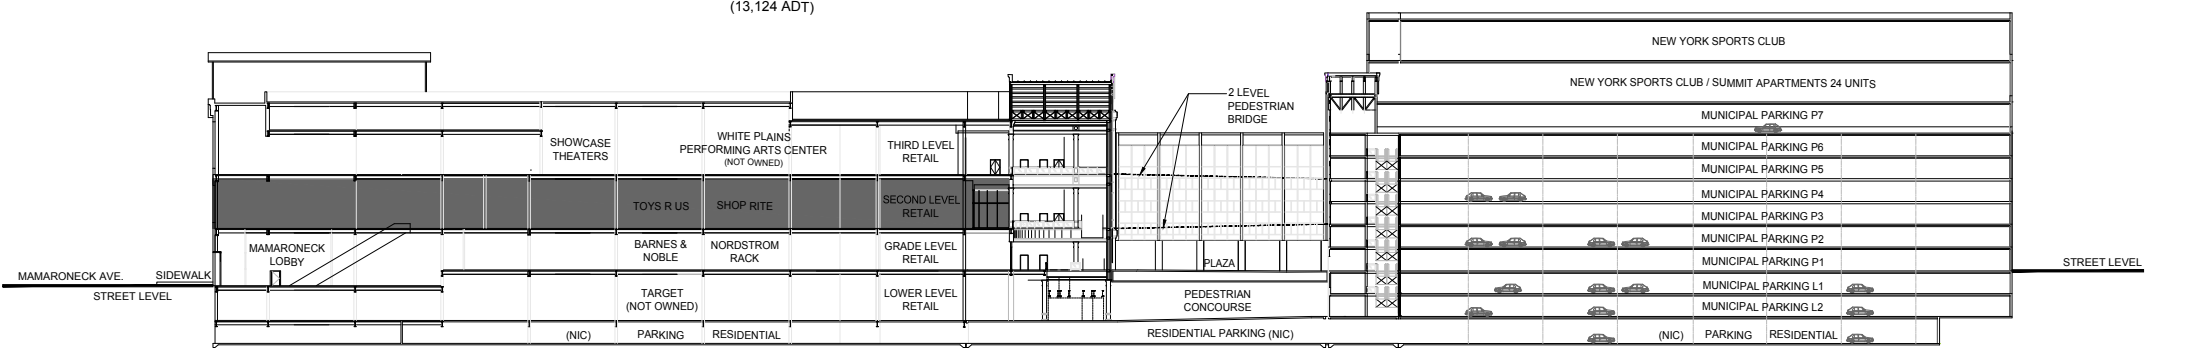 (13,124 ADT)
NEW YORK SPORTS CLUB
NEW YORK SPORTS CLUB / SUMMIT APARTMENTS 24 UNITS
2 LEVEL
PEDESTRIAN
BRIDGE
MUNICIPAL PARKING P7
SHOWCASE
THEATERS
WHITE PLAINS
PERFORMING ARTS CENTER
(NOT OWNED)
THIRD LEVEL
RETAIL
MUNICIPAL PARKING P6
MUNICIPAL PARKING P5
MUNICIPAL PARKING P4
TOYS R US
SHOP RITE
SECOND LEVEL
RETAIL
MUNICIPAL PARKING P3
MUNICIPAL PARKING P2
MAMARONECK
LOBBY
BARNES &
NOBLE
NORDSTROM
RACK
GRADE LEVEL
RETAIL
PLAZA
MUNICIPAL PARKING P1
MAMARONECK AVE.
SIDEWALK
STREET LEVEL
STREET LEVEL
TARGET
(NOT OWNED)
LOWER LEVEL
RETAIL
PEDESTRIAN
CONCOURSE
MUNICIPAL PARKING L1
MUNICIPAL PARKING L2
(NIC) PARKING RESIDENTIAL
RESIDENTIAL PARKING (NIC)
(NIC) PARKING RESIDENTIAL